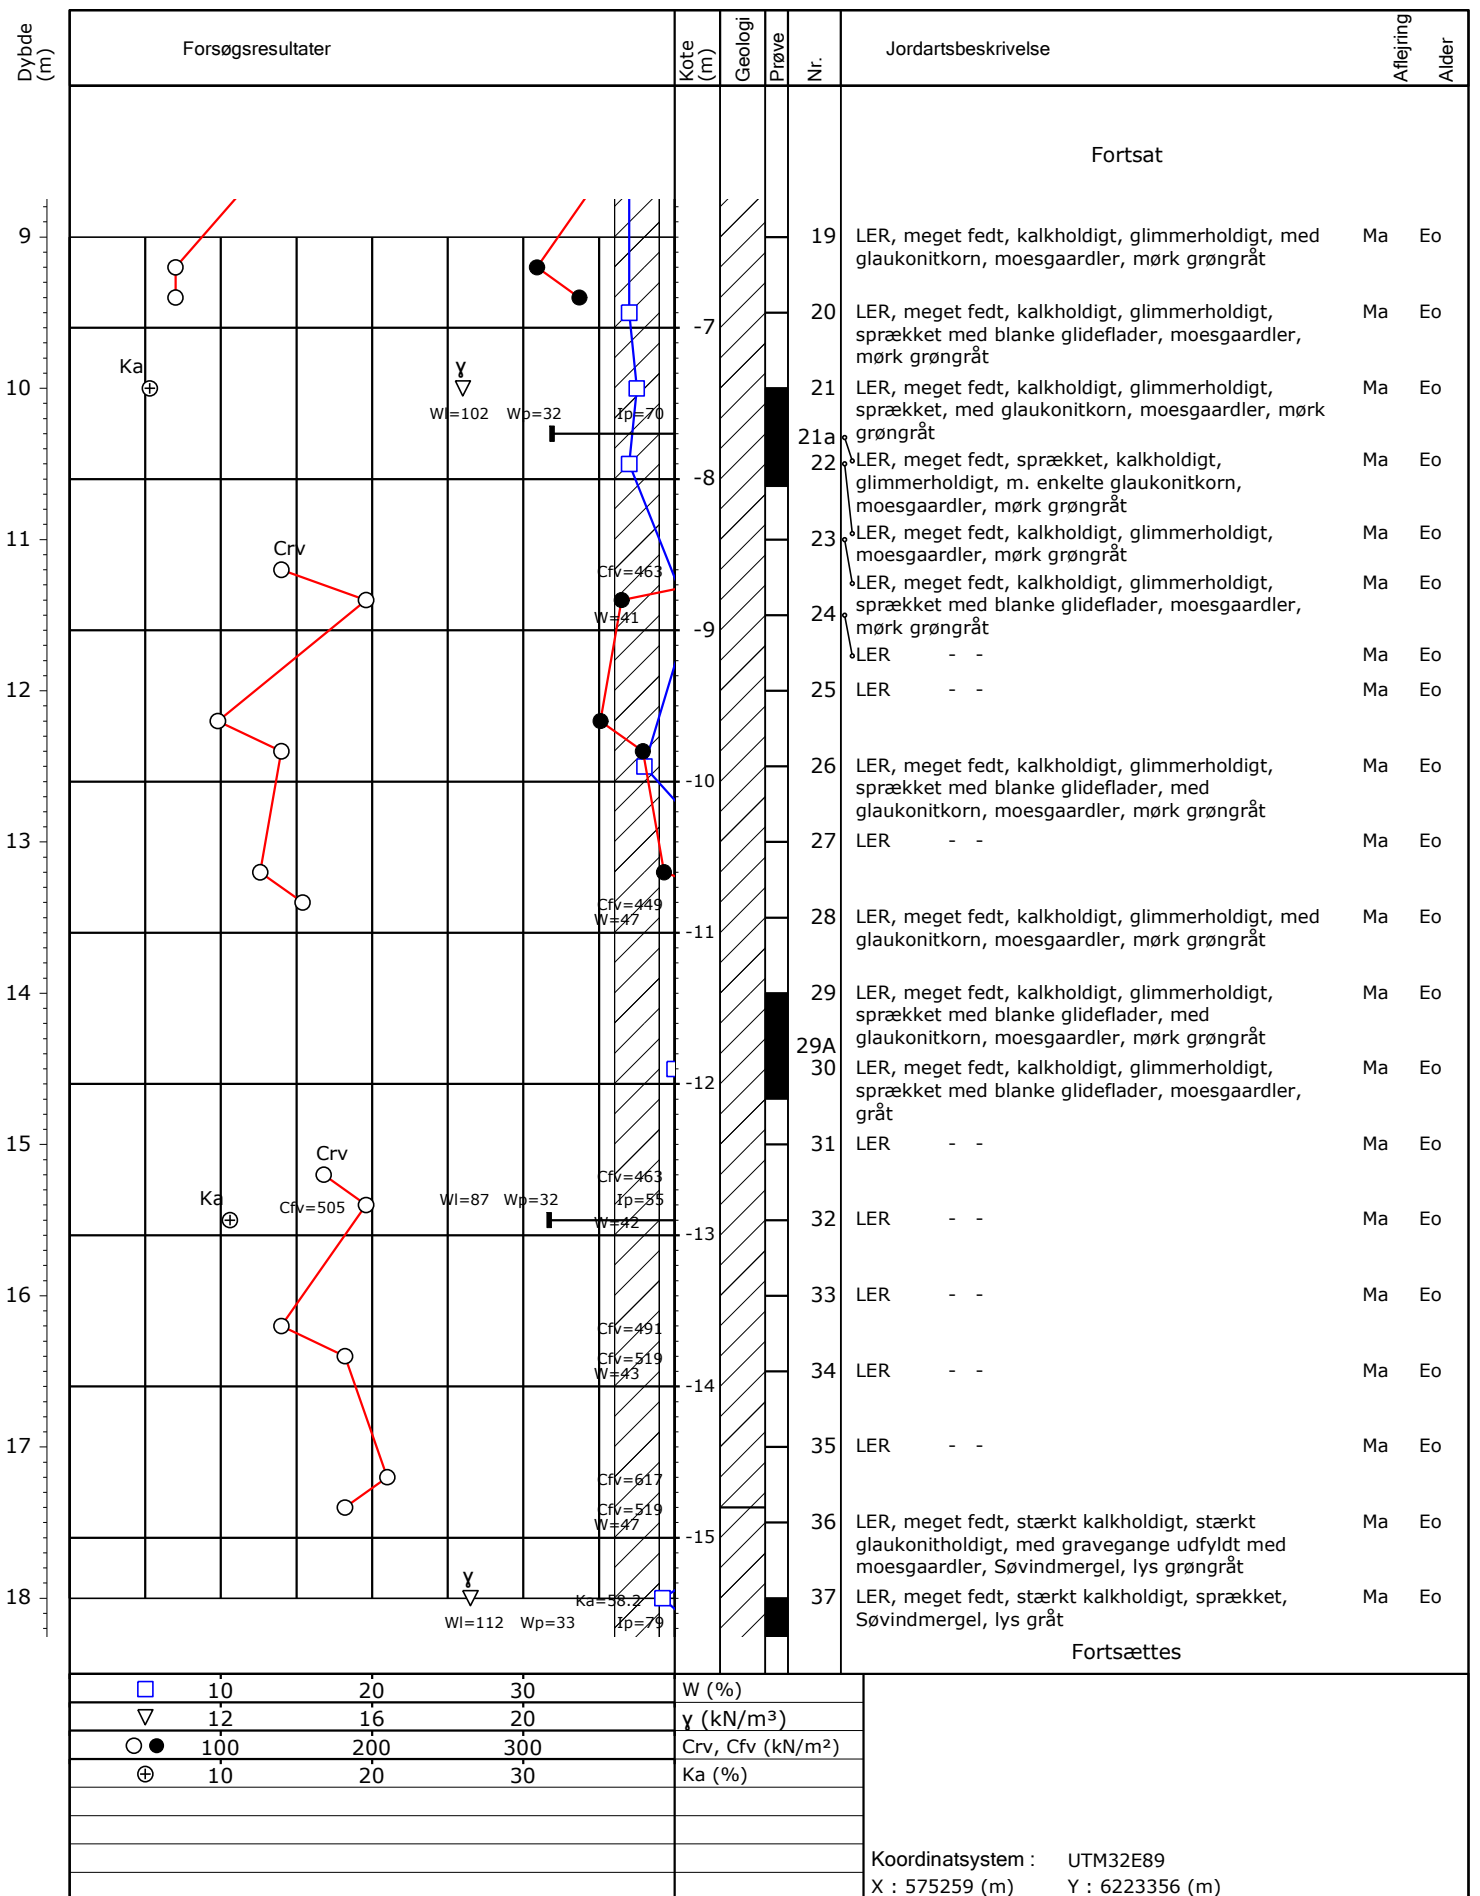 Dybde (m)
Forsøgsresultater
Kote (m)
Geologi
Prøve
Nr.
Jordartsbeskrivelse
Aflejring
Alder
Fortsat
9
19 LER, meget fedt, kalkholdigt, glimmerholdigt, med Ma Eo
glaukonitkorn, moesgaardler, mørk grøngråt
20 LER, meget fedt, kalkholdigt, glimmerholdigt, Ma Eo
-7
sprækket med blanke glideflader, moesgaardler,
mørk grøngråt
Ka γ
10
21 LER, meget fedt, kalkholdigt, glimmerholdigt, Ma Eo
Wl=102 Wp=32 Ip=70
sprækket, med glaukonitkorn, moesgaardler, mørk
grøngråt
21a
22 LER, meget fedt, sprækket, kalkholdigt, Ma Eo
-8
glimmerholdigt, m. enkelte glaukonitkorn,
moesgaardler, mørk grøngråt
11
23 LER, meget fedt, kalkholdigt, glimmerholdigt, Ma Eo
Crv
moesgaardler, mørk grøngråt
Cfv=463
LER, meget fedt, kalkholdigt, glimmerholdigt, Ma Eo
sprækket med blanke glideflader, moesgaardler,
24
W=41
-9
mørk grøngråt
LER - - Ma Eo
12
25 LER - - Ma Eo
26 LER, meget fedt, kalkholdigt, glimmerholdigt, Ma Eo
-10
sprækket med blanke glideflader, med
glaukonitkorn, moesgaardler, mørk grøngråt
13
27 LER - - Ma Eo
Cfv=449
W=47
28 LER, meget fedt, kalkholdigt, glimmerholdigt, med Ma Eo
-11
glaukonitkorn, moesgaardler, mørk grøngråt
14
29 LER, meget fedt, kalkholdigt, glimmerholdigt, Ma Eo
sprækket med blanke glideflader, med
glaukonitkorn, moesgaardler, mørk grøngråt
29A
30 LER, meget fedt, kalkholdigt, glimmerholdigt, Ma Eo
-12
sprækket med blanke glideflader, moesgaardler,
gråt
15
31 LER - - Ma Eo
Crv
Cfv=463
Ka Cfv=505 Wl=87 Wp=32 Ip=55
W=42
32 LER - - Ma Eo
-13
16
33 LER - - Ma Eo
Cfv=491
Cfv=519
W=43
34 LER - - Ma Eo
-14
17
35 LER - - Ma Eo
Cfv=617
Cfv=519
W=47
36 LER, meget fedt, stærkt kalkholdigt, stærkt Ma Eo
-15
glaukonitholdigt, med gravegange udfyldt med
moesgaardler, Søvindmergel, lys grøngråt
γ
18
Ka=58.2
37 LER, meget fedt, stærkt kalkholdigt, sprækket, Ma Eo
Wl=112 Wp=33 Ip=79
Søvindmergel, lys gråt
Fortsættes
10 20 30 W (%)
12 16 20 γ (kN/m³)
100 200 300 Crv, Cfv (kN/m²)
10 20 30 Ka (%)
Koordinatsystem : UTM32E89
X : 575259 (m) Y : 6223356 (m)